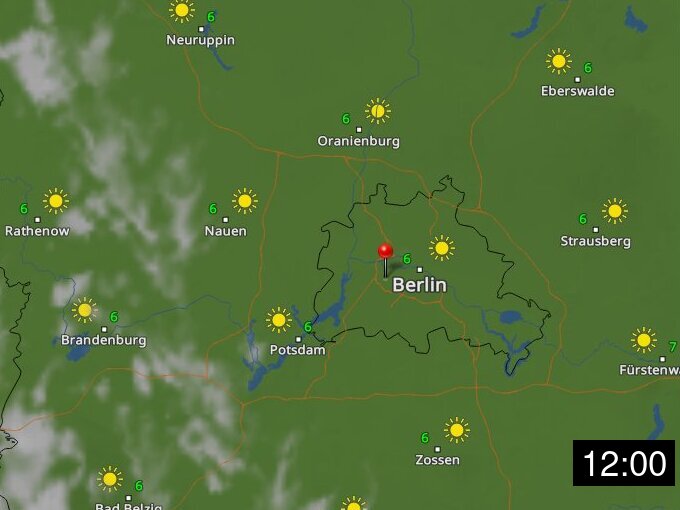 6
Neuruppin
6
Eberswalde
6
Oranienburg
6
Rathenow
6
Nauen
6
Strausberg
6
Berlin
6
Brandenburg
6
Potsdam
7
Fürstenwa
6
Zossen
12:00
6
Bad Belzig